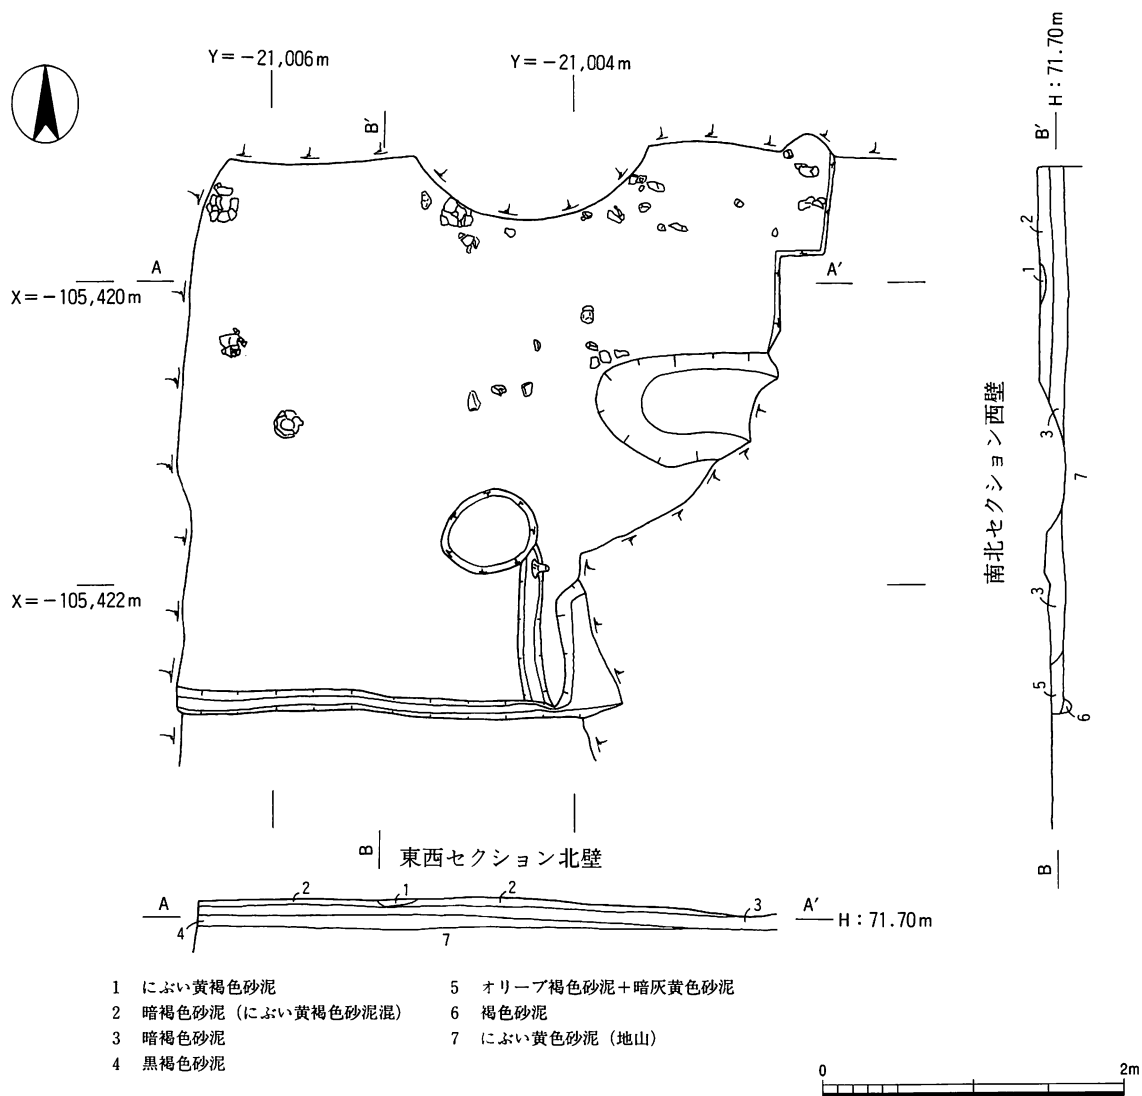 Y=−21,006m
Y=−21,004m
B'
B' H:71.70m
A
A'
X=−105,420m
2
1
3
7
3
5
6
南北セクション西壁
X=−105,422m
B
東西セクション北壁
B
A
2
1
2
3
4
7
A'
H:71.70m
1 にぶい黄褐色砂泥
2 暗褐色砂泥（にぶい黄褐色砂泥混）
3 暗褐色砂泥
4 黒褐色砂泥
5 オリーブ褐色砂泥＋暗灰黄色砂泥
6 褐色砂泥
7 にぶい黄色砂泥（地山）
0 2m